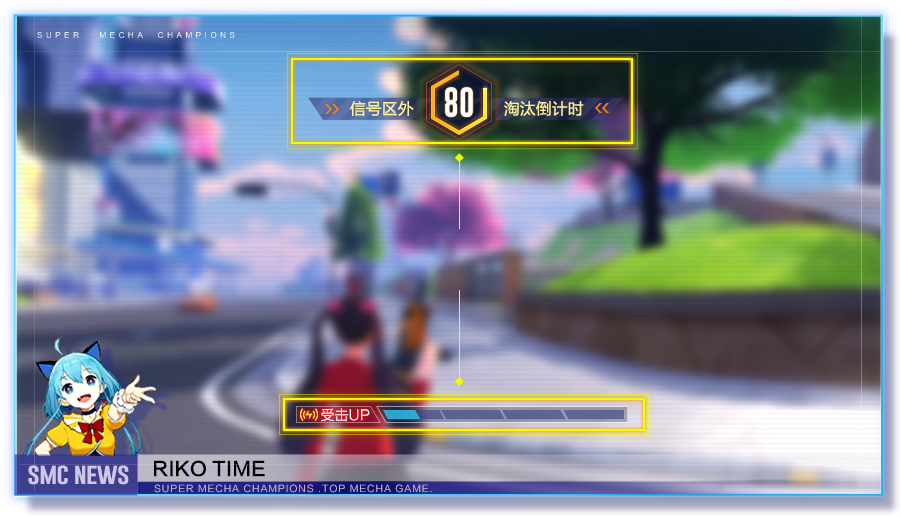 SUPER MECHA CHAMPIONS
信号区外 80 淘汰倒计时
受击UP
SMC NEWS
RIKO TIME
SUPER MECHA CHAMPIONS .TOP MECHA GAME.